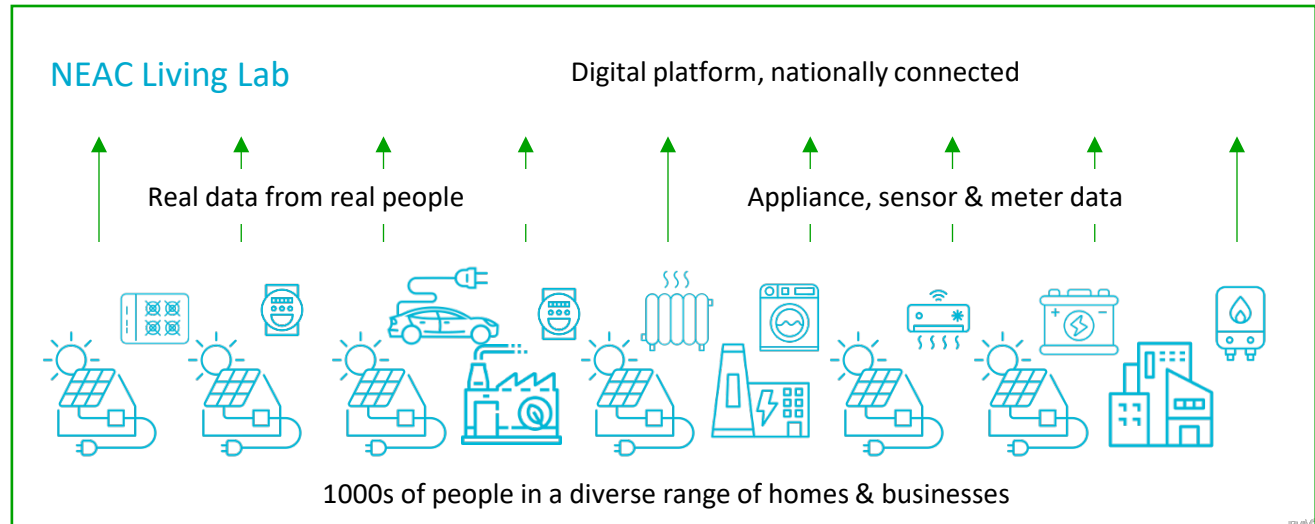 NEAC Living Lab
Digital platform, nationally connected
Real data from real people
Appliance, sensor & meter data
1000s of people in a diverse range of homes & businesses